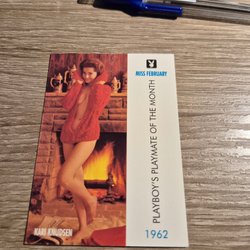 MISS FEBRUARY
PLAYBOY'S PLAYMATE OF THE MONTH
KARI KNUDSEN
1962